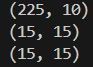 (225, 10)
(15, 15)
(15, 15)